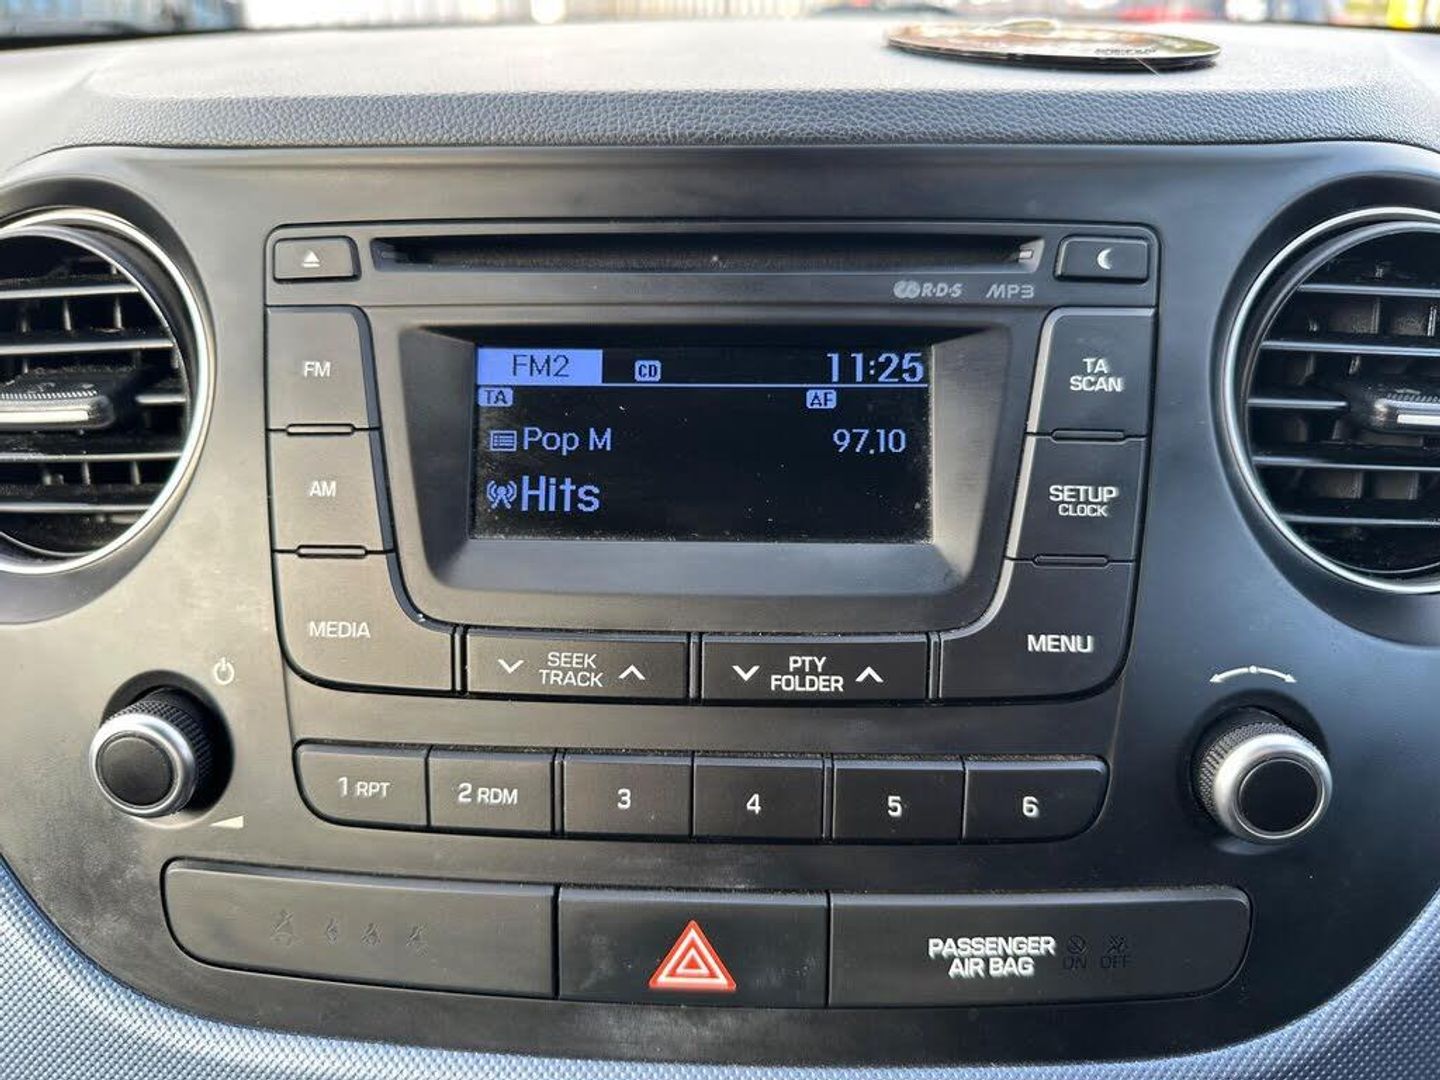 R·D·S MP3
FM
FM2 CD 11:25
TA AF
Pop M 97.10
Hits
TA
SCAN
AM
SETUP
CLOCK
MEDIA
SEEK
TRACK
PTY
FOLDER
MENU
1 RPT
2 RDM
3
4
5
6
PASSENGER
AIR BAG
ON OFF